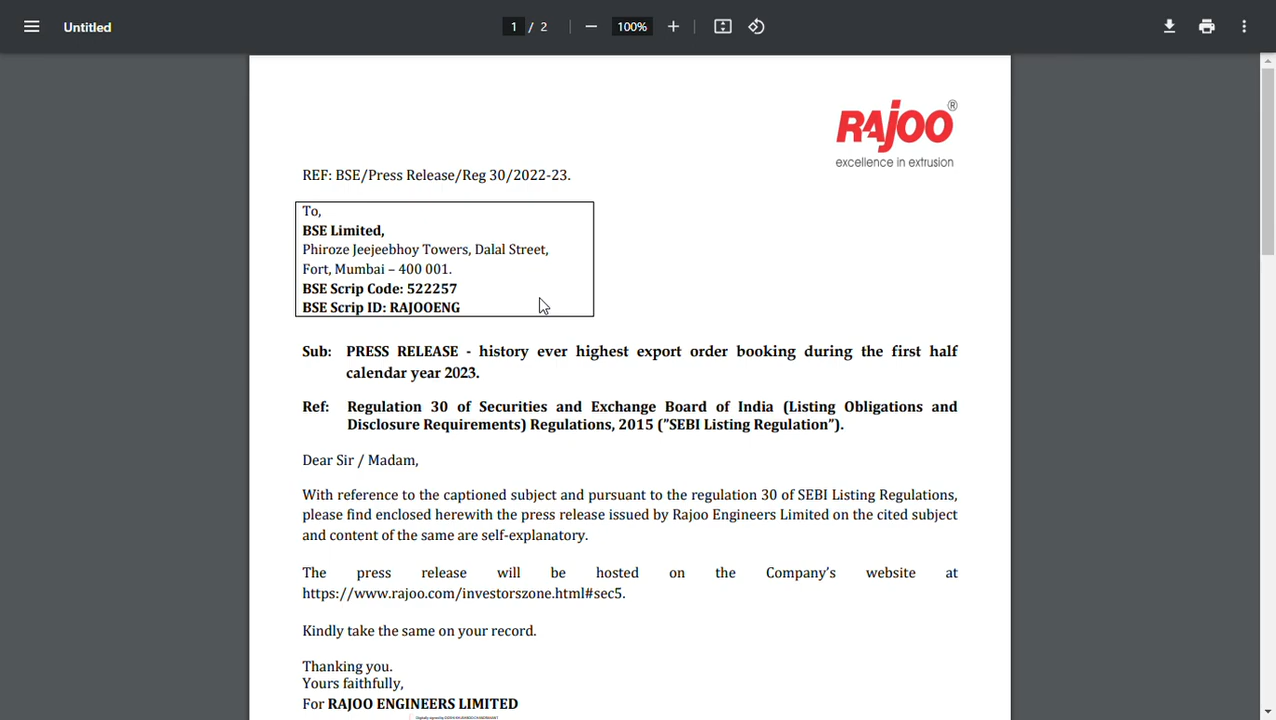 Untitled
1 / 2
100%
RAJOO®
excellence in extrusion
REF: BSE/Press Release/Reg 30/2022-23.
To,
BSE Limited,
Phiroze Jeejeebhoy Towers, Dalal Street,
Fort, Mumbai – 400 001.
BSE Scrip Code: 522257
BSE Scrip ID: RAJOOENG
Sub: PRESS RELEASE - history ever highest export order booking during the first half
calendar year 2023.
Ref: Regulation 30 of Securities and Exchange Board of India (Listing Obligations and
Disclosure Requirements) Regulations, 2015 (”SEBI Listing Regulation”).
Dear Sir / Madam,
With reference to the captioned subject and pursuant to the regulation 30 of SEBI Listing Regulations,
please find enclosed herewith the press release issued by Rajoo Engineers Limited on the cited subject
and content of the same are self-explanatory.
The press release will be hosted on the Company’s website at
https://www.rajoo.com/investorszone.html#sec5.
Kindly take the same on your record.
Thanking you.
Yours faithfully,
For RAJOO ENGINEERS LIMITED